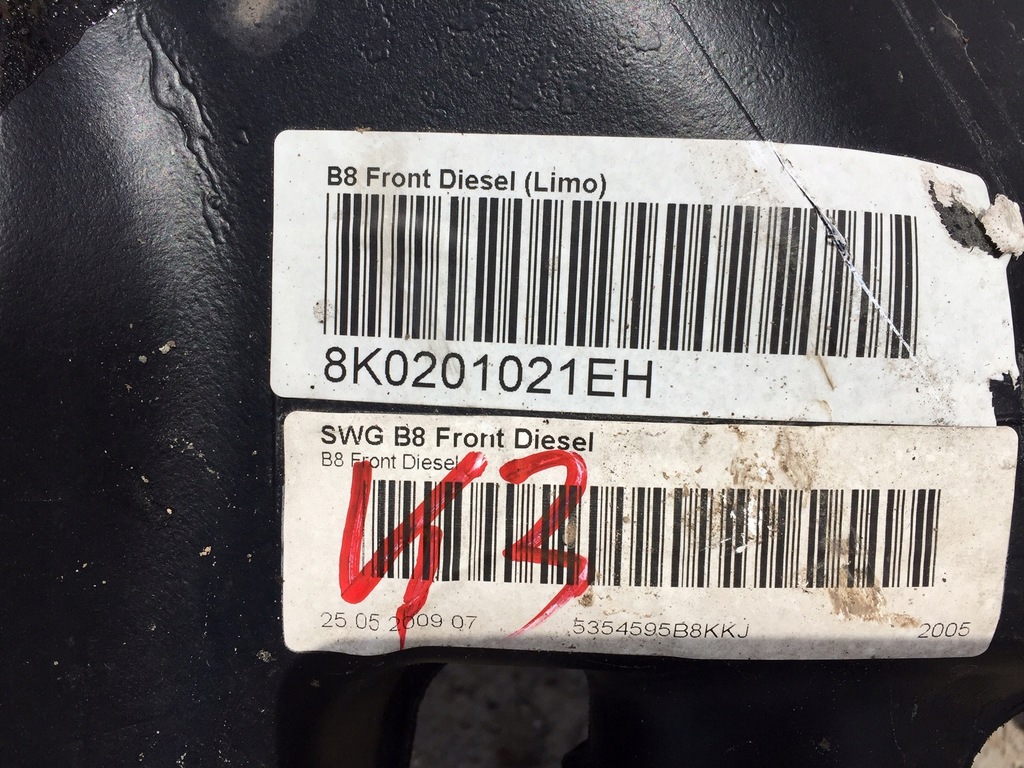 B8 Front Diesel (Limo)
8K0201021EH
SWG B8 Front Diesel
B8 Front Diesel
43
25 05 2009 07 5354595B8KKJ 2005